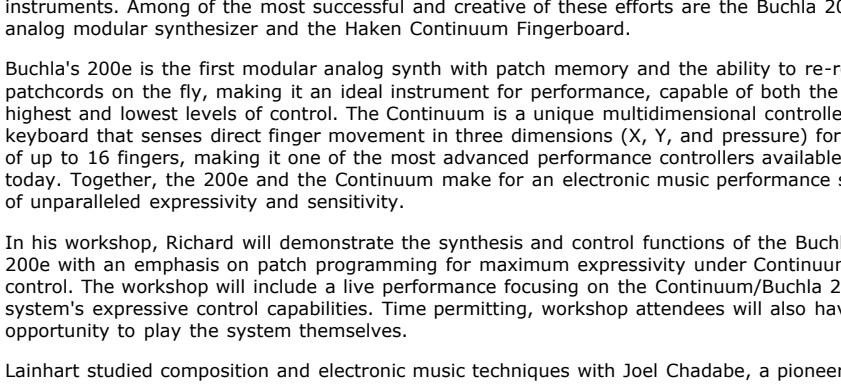 instruments. Among of the most successful and creative of these efforts are the Buchla 20
analog modular synthesizer and the Haken Continuum Fingerboard.
Buchla's 200e is the first modular analog synth with patch memory and the ability to re-r
patchcords on the fly, making it an ideal instrument for performance, capable of both the
highest and lowest levels of control. The Continuum is a unique multidimensional controlle
keyboard that senses direct finger movement in three dimensions (X, Y, and pressure) for
of up to 16 fingers, making it one of the most advanced performance controllers available
today. Together, the 200e and the Continuum make for an electronic music performance s
of unparalleled expressivity and sensitivity.
In his workshop, Richard will demonstrate the synthesis and control functions of the Buchl
200e with an emphasis on patch programming for maximum expressivity under Continuum
control. The workshop will include a live performance focusing on the Continuum/Buchla 2
system's expressive control capabilities. Time permitting, workshop attendees will also hav
opportunity to play the system themselves.
Lainhart studied composition and electronic music techniques with Joel Chadabe, a pioneer